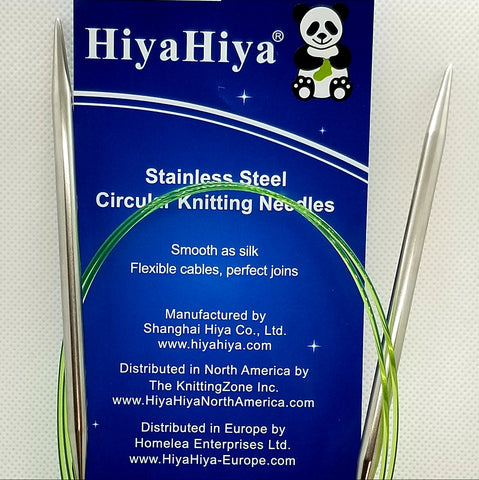 HiyaHiya®
Stainless Steel
Circular Knitting Needles
Smooth as silk
Flexible cables, perfect joins
Manufactured by
Shanghai Hiya Co., Ltd.
www.hiyahiya.com
Distributed in North America by
The KnittingZone Inc.
www.HiyaHiyaNorthAmerica.com
Distributed in Europe by
Homelea Enterprises Ltd.
www.HiyaHiya-Europe.com